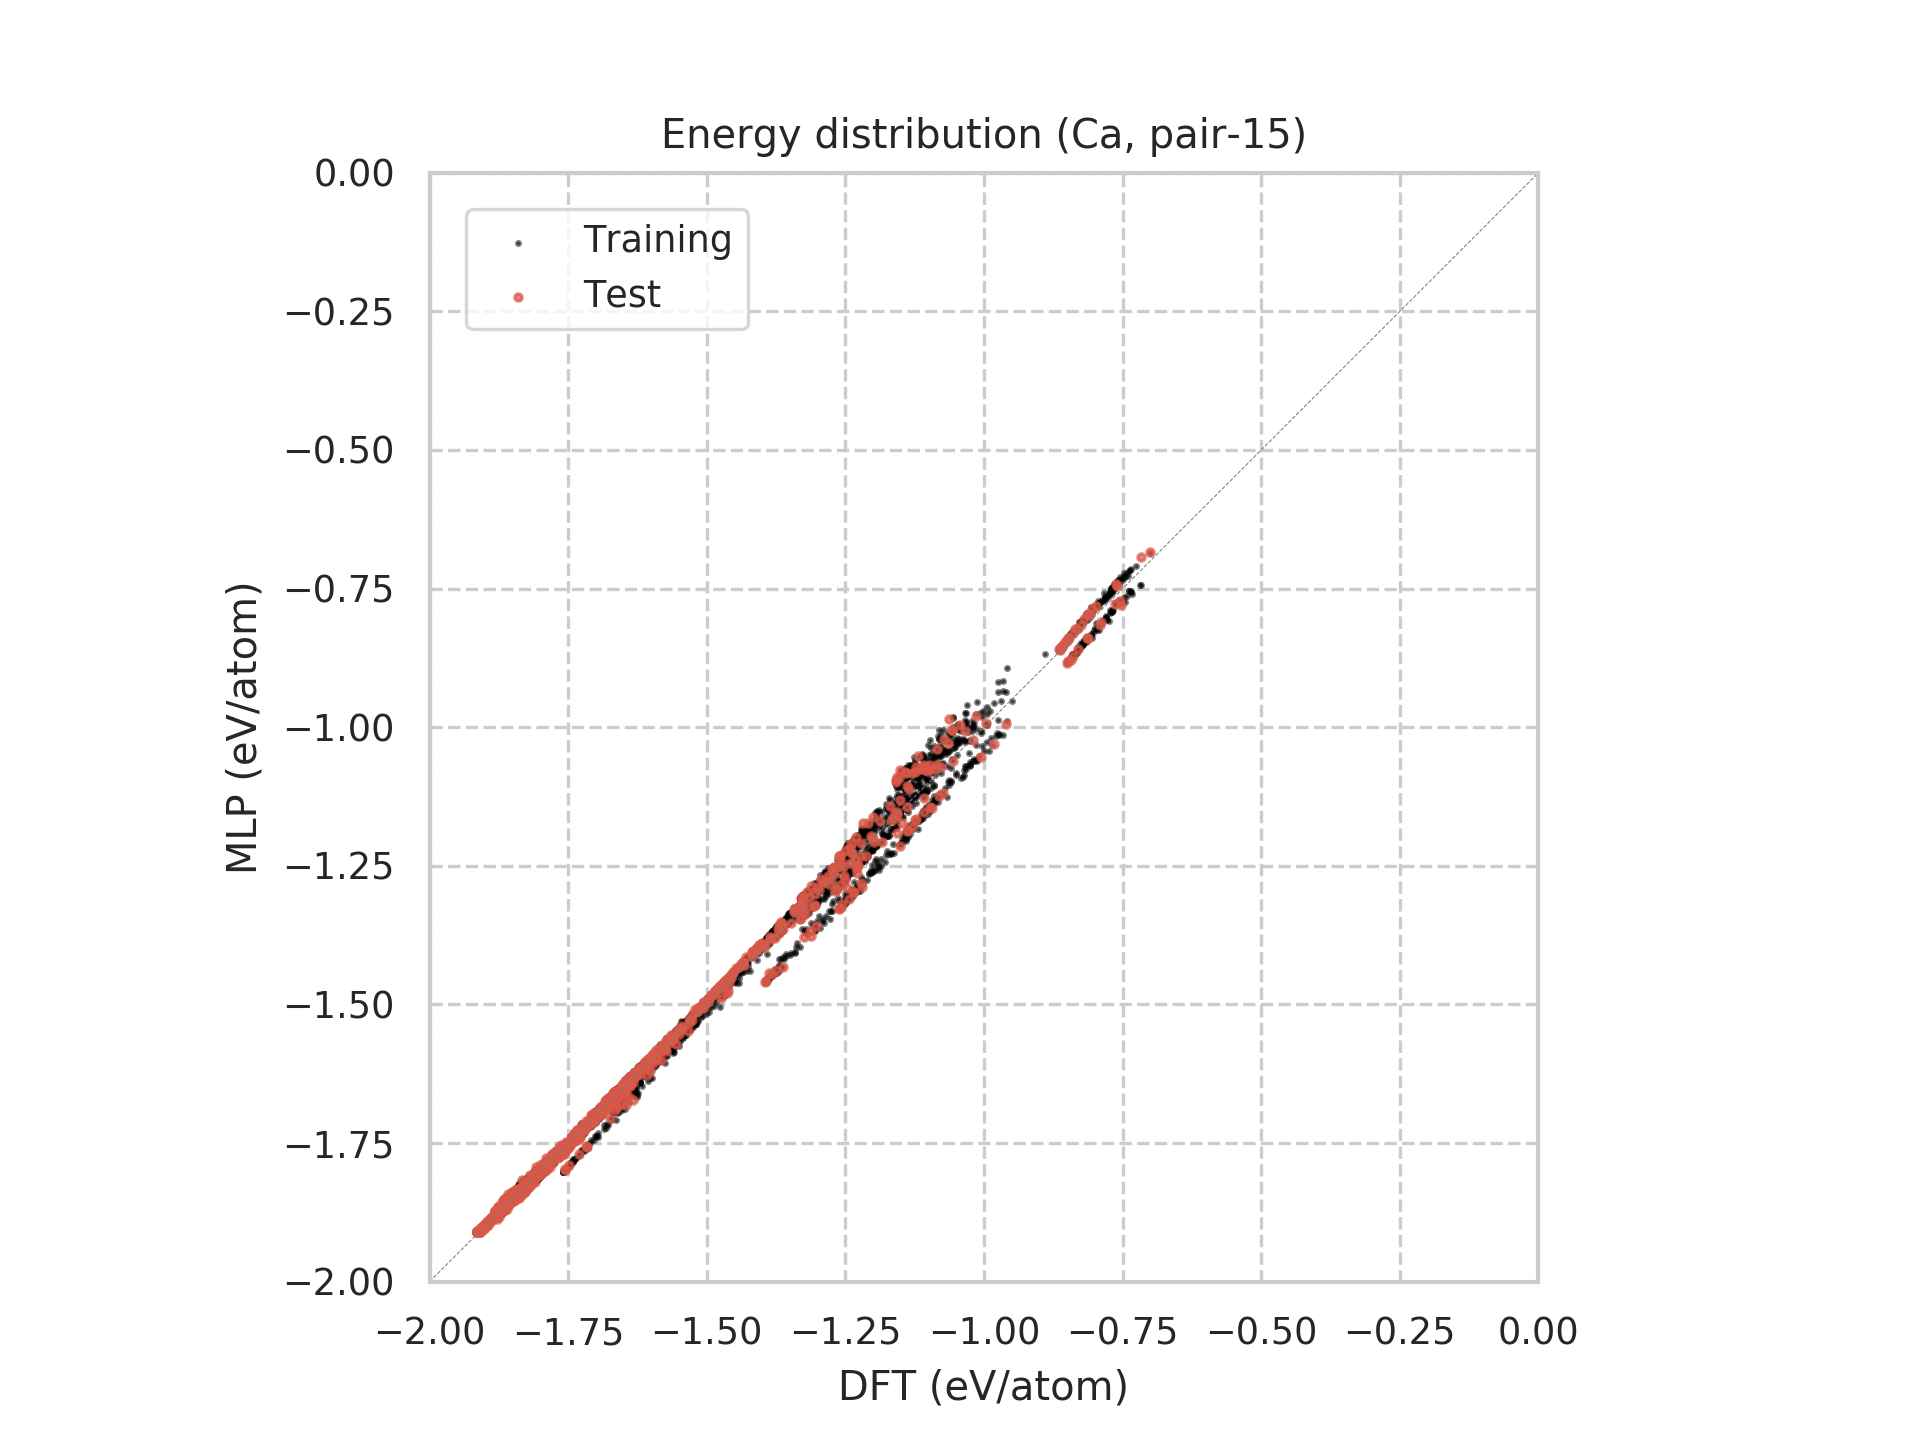 Energy distribution (Ca, pair-15)
0.00
−0.25
−0.50
−0.75
−1.00
−1.25
−1.50
−1.75
−2.00
MLP (eV/atom)
Training
Test
−2.00 −1.75 −1.50 −1.25 −1.00 −0.75 −0.50 −0.25 0.00
DFT (eV/atom)